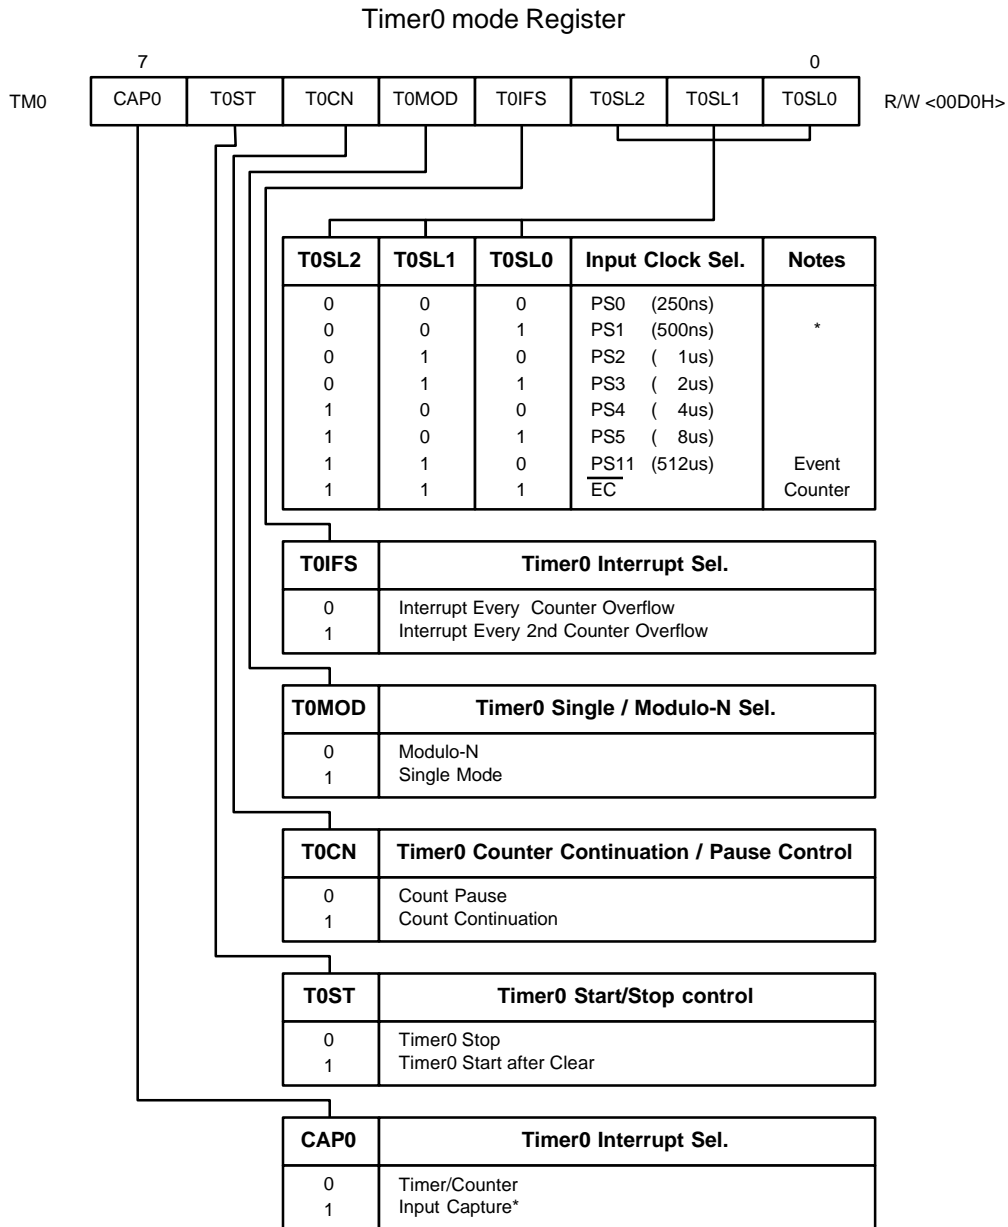 Timer0 mode Register
7 0
TM0 CAP0 T0ST T0CN T0MOD T0IFS T0SL2 T0SL1 T0SL0 R/W <00D0H>
T0SL2 T0SL1 T0SL0 Input Clock Sel. Notes
0 0 0 PS0 (250ns)
0 0 1 PS1 (500ns) *
0 1 0 PS2 ( 1us)
0 1 1 PS3 ( 2us)
1 0 0 PS4 ( 4us)
1 0 1 PS5 ( 8us)
1 1 0 PS11 (512us) Event
1 1 1 EC Counter
T0IFS Timer0 Interrupt Sel.
0 Interrupt Every Counter Overflow
1 Interrupt Every 2nd Counter Overflow
T0MOD Timer0 Single / Modulo-N Sel.
0 Modulo-N
1 Single Mode
T0CN Timer0 Counter Continuation / Pause Control
0 Count Pause
1 Count Continuation
T0ST Timer0 Start/Stop control
0 Timer0 Stop
1 Timer0 Start after Clear
CAP0 Timer0 Interrupt Sel.
0 Timer/Counter
1 Input Capture*